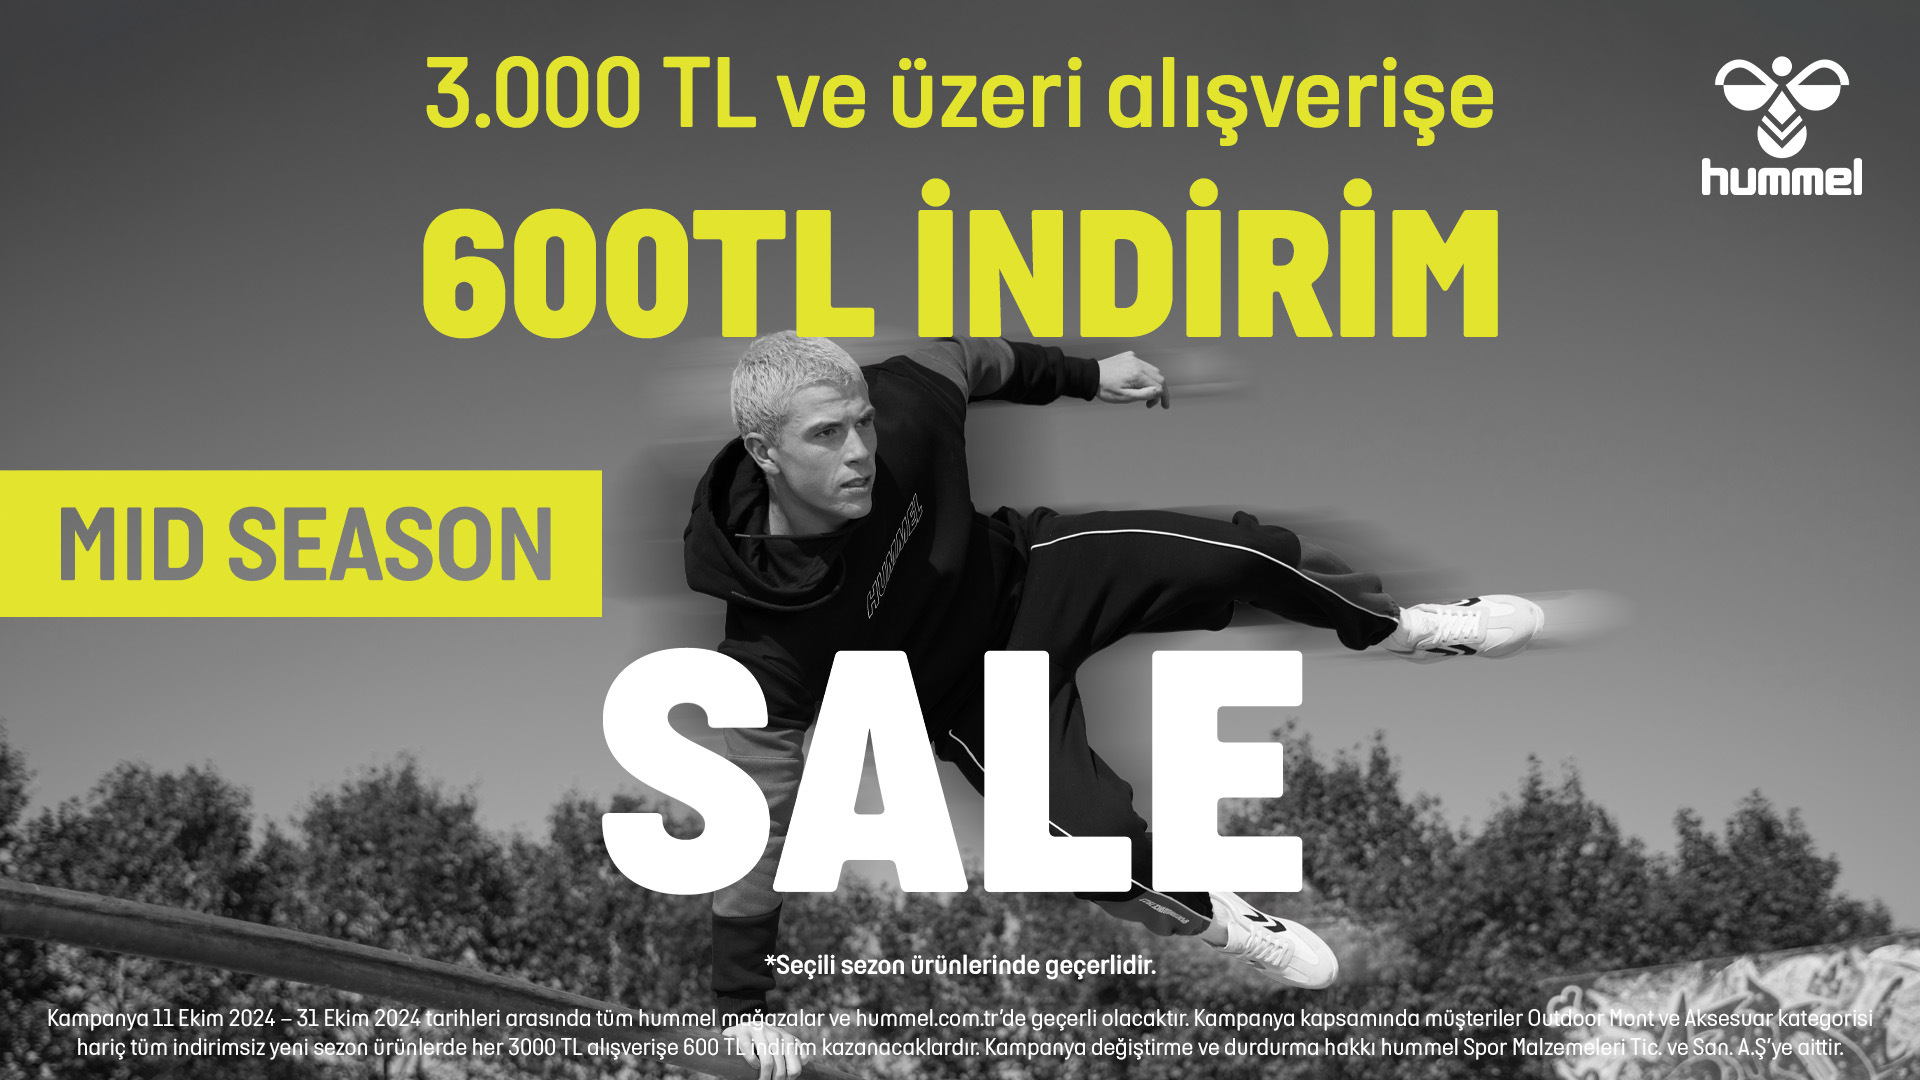 3.000 TL ve üzeri alışverişe
hummel
600TL İNDİRİM
MID SEASON
HUMMEL
SALE
*Seçili sezon ürünlerinde geçerlidir.
Kampanya 11 Ekim 2024 – 31 Ekim 2024 tarihleri arasında tüm hummel mağazalar ve hummel.com.tr'de geçerli olacaktır. Kampanya kapsamında müşteriler Outdoor Mont ve Aksesuar kategorisi
hariç tüm indirimsiz yeni sezon ürünlerde her 3000 TL alışverişe 600 TL indirim kazanacaklardır. Kampanya değiştirme ve durdurma hakkı hummel Spor Malzemeleri Tic. ve San. A.Ş'ye aittir.